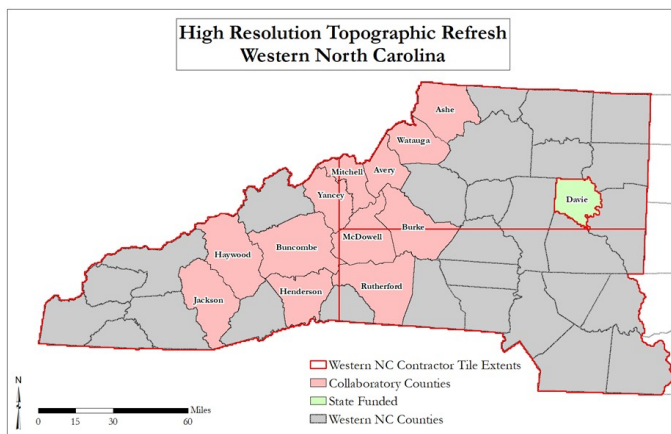 High Resolution Topographic Refresh
Western North Carolina
Ashe
Watauga
Mitchell
Avery
Yancey
Davie
Burke
McDowell
Buncombe
Haywood
Rutherford
Henderson
Jackson
Western NC Contractor Tile Extents
Collaboratory Counties
State Funded
Western NC Counties
N
Miles
0 15 30 60